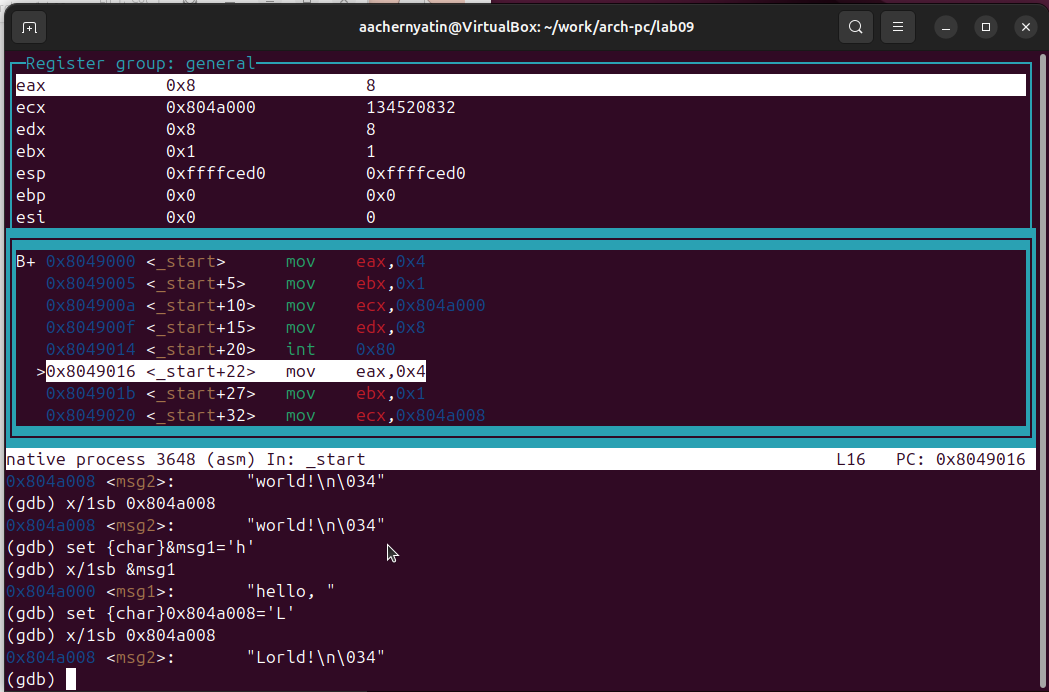 aachernyatin@VirtualBox: ~/work/arch-pc/lab09
Register group: general
eax 0x8 8
ecx 0x804a000 134520832
edx 0x8 8
ebx 0x1 1
esp 0xffffced0 0xffffced0
ebp 0x0 0x0
esi 0x0 0
B+ 0x8049000 <_start> mov eax,0x4
0x8049005 <_start+5> mov ebx,0x1
0x804900a <_start+10> mov ecx,0x804a000
0x804900f <_start+15> mov edx,0x8
0x8049014 <_start+20> int 0x80
>0x8049016 <_start+22> mov eax,0x4
0x804901b <_start+27> mov ebx,0x1
0x8049020 <_start+32> mov ecx,0x804a008
native process 3648 (asm) In: _start L16 PC: 0x8049016
0x804a008 <msg2>: "world!\n\034"
(gdb) x/1sb 0x804a008
0x804a008 <msg2>: "world!\n\034"
(gdb) set {char}&msg1='h'
(gdb) x/1sb &msg1
0x804a000 <msg1>: "hello, "
(gdb) set {char}0x804a008='L'
(gdb) x/1sb 0x804a008
0x804a008 <msg2>: "Lorld!\n\034"
(gdb)